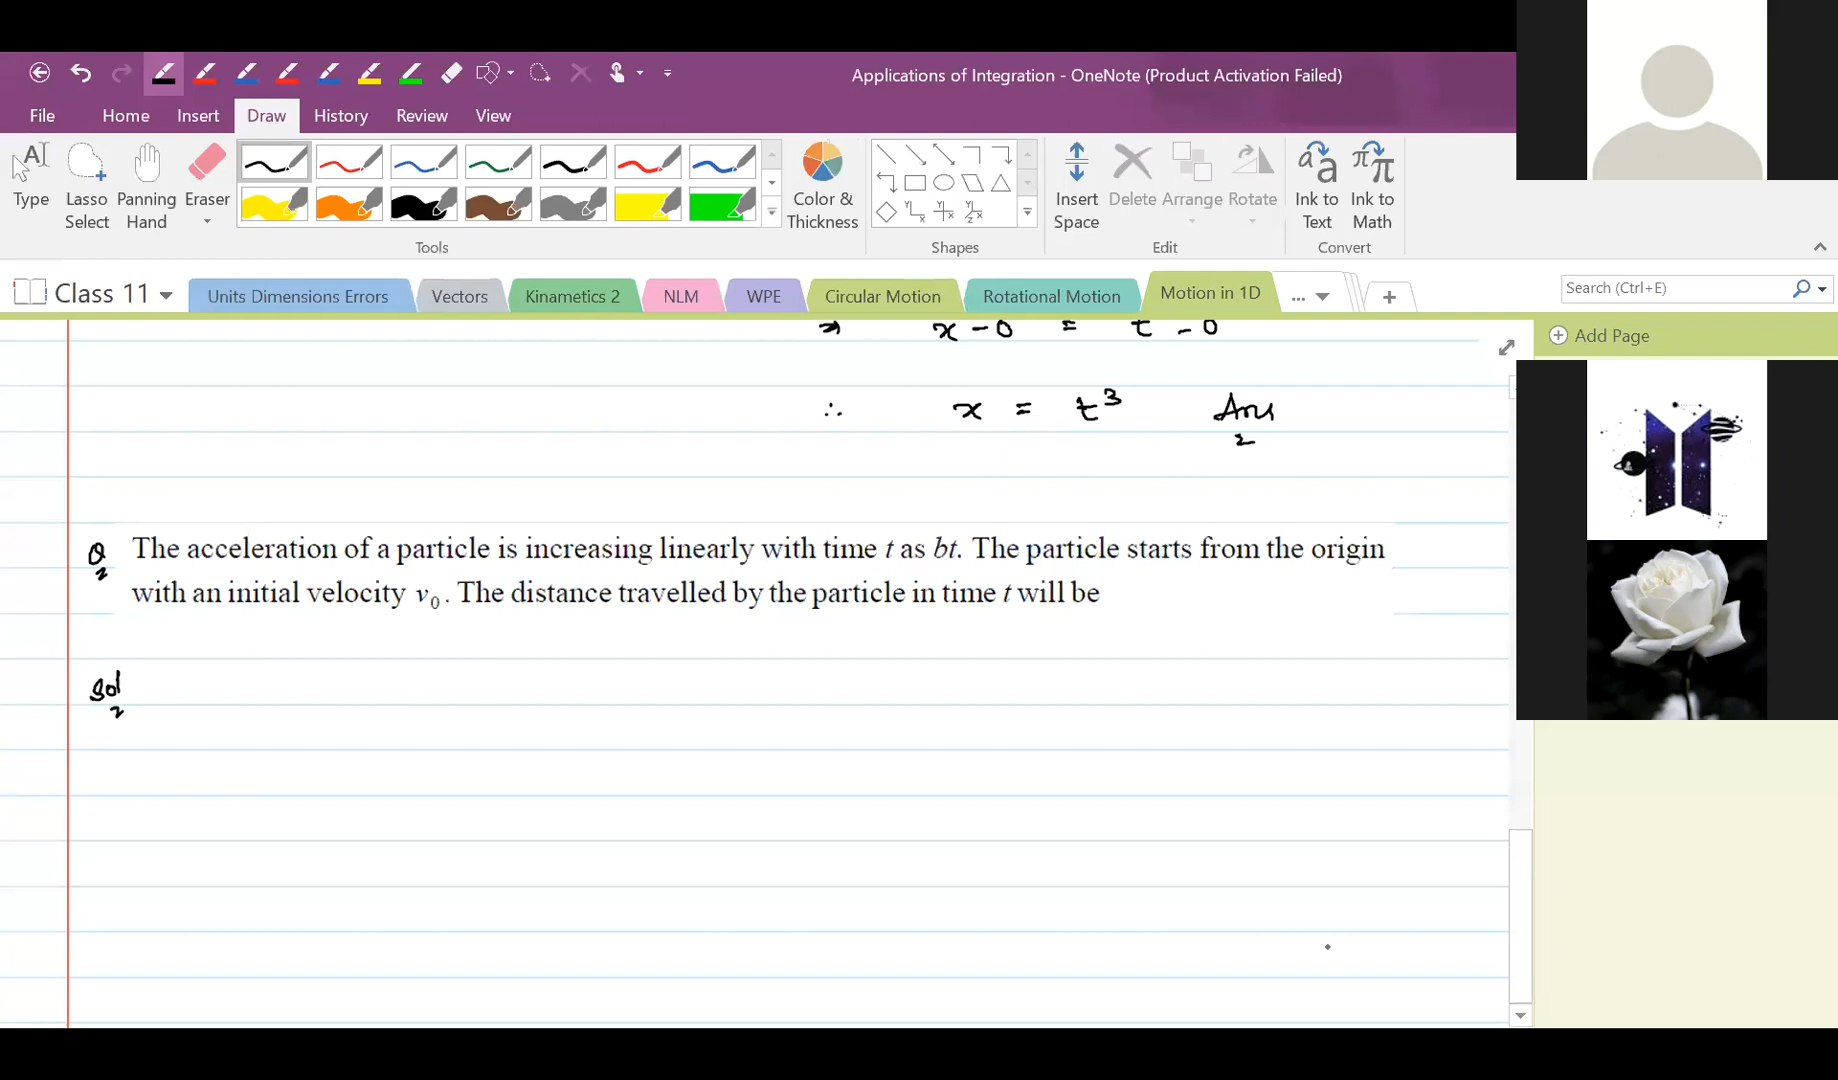 Applications of Integration - OneNote (Product Activation Failed)
File Home Insert Draw History Review View
Type
Lasso Select
Panning Hand
Eraser
Color & Thickness
Insert Space
Delete Arrange Rotate
Ink to Text
Ink to Math
Tools Shapes Edit Convert
Class 11 Units Dimensions Errors Vectors Kinametics 2 NLM WPE Circular Motion Rotational Motion Motion in 1D ... +
Search (Ctrl+E)
Add Page
⇒ x - 0 = t - 0
∴ x = t³ Ans
Q The acceleration of a particle is increasing linearly with time t as bt. The particle starts from the origin
with an initial velocity v₀. The distance travelled by the particle in time t will be
Sol